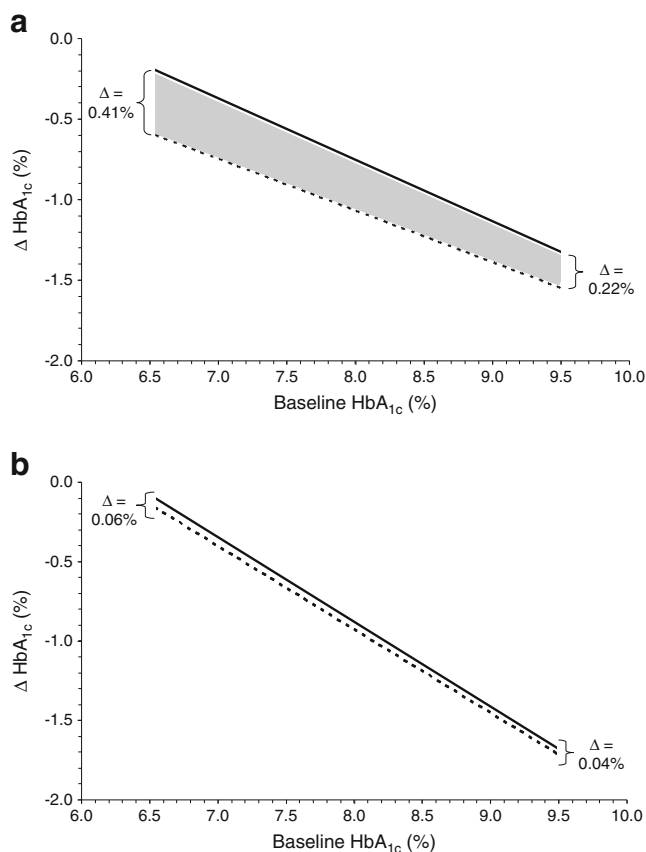 a
0.0
-0.5
-1.0
-1.5
-2.0
Δ HbA1c (%)
Δ =
0.41%
Δ =
0.22%
6.0 6.5 7.0 7.5 8.0 8.5 9.0 9.5 10.0
Baseline HbA1c (%)
b
0.0
-0.5
-1.0
-1.5
-2.0
Δ HbA1c (%)
Δ =
0.06%
Δ =
0.04%
6.0 6.5 7.0 7.5 8.0 8.5 9.0 9.5 10.0
Baseline HbA1c (%)